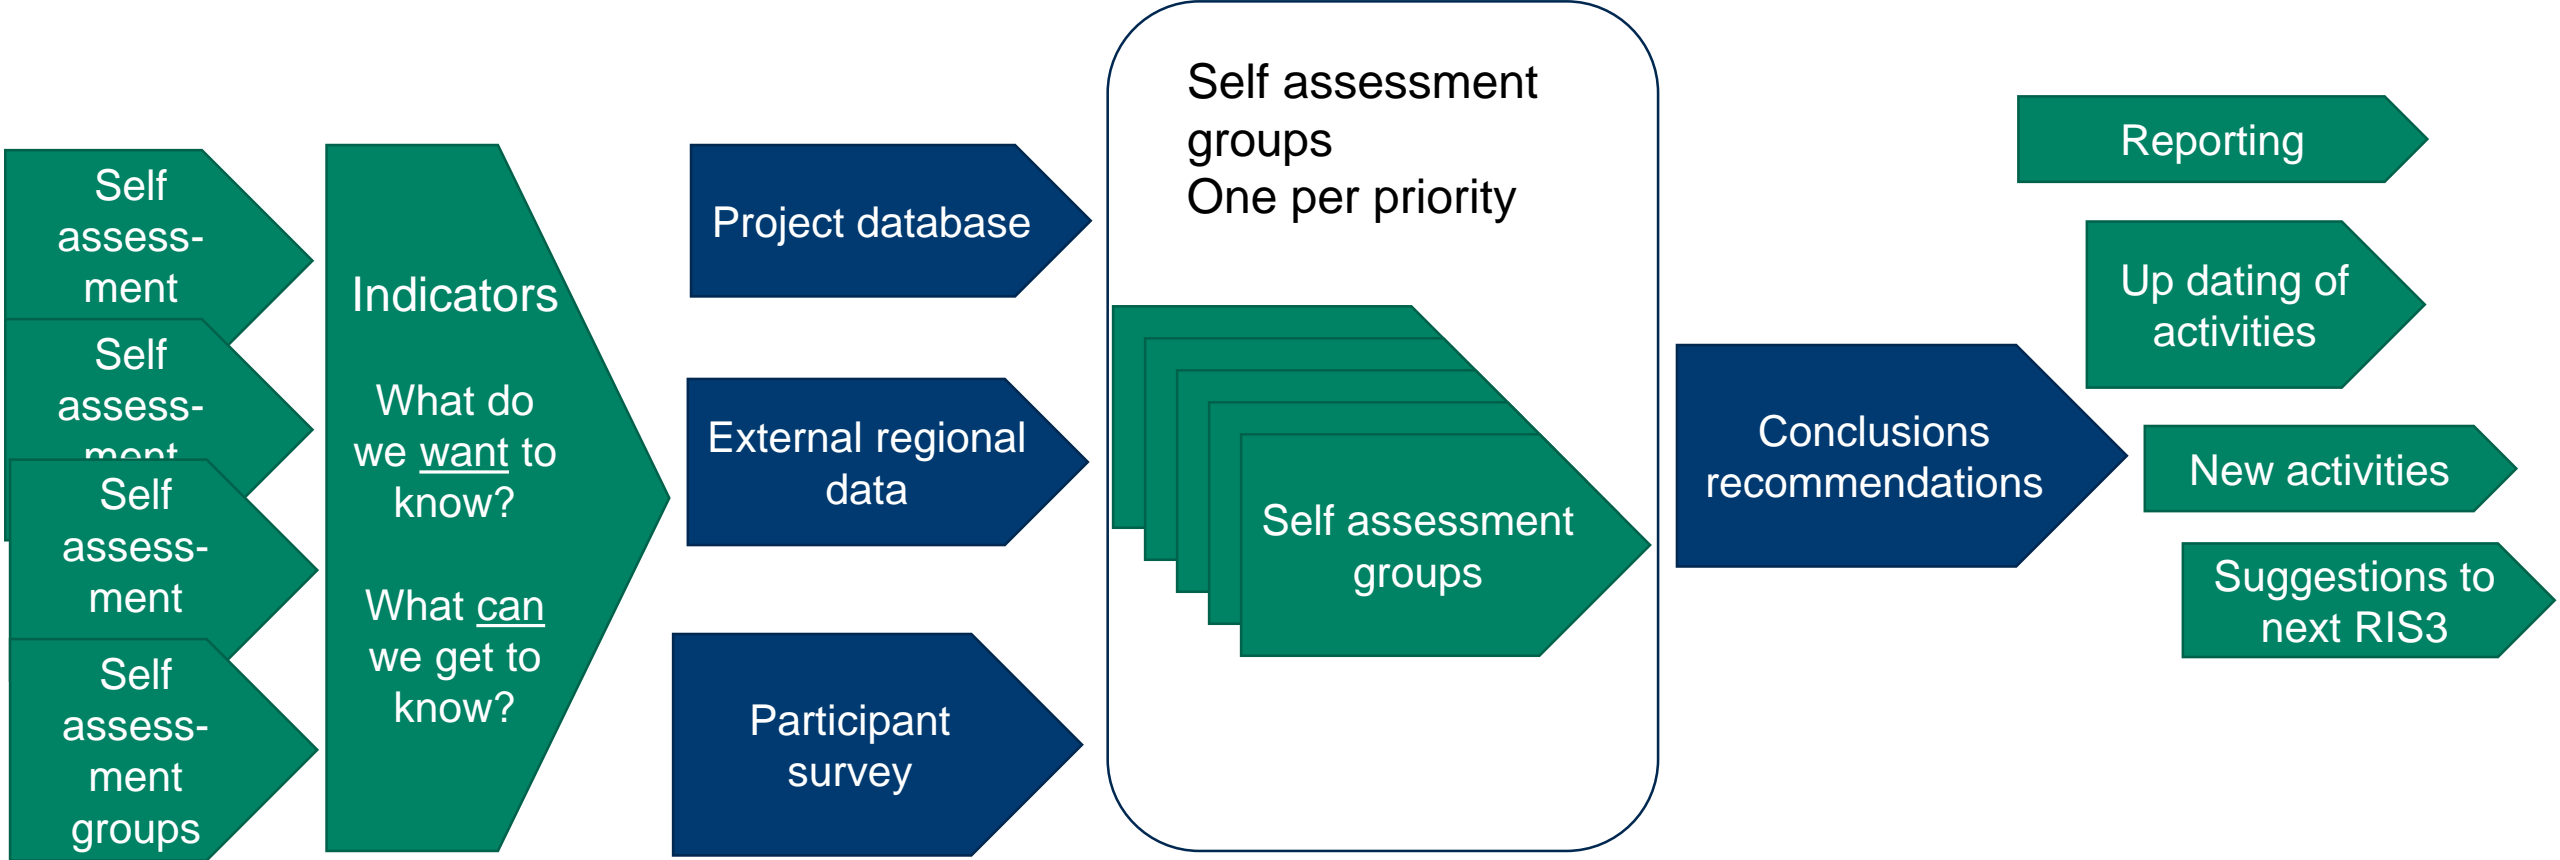 Self
assess-
ment
Self
assess-
ment
Self
assess-
ment
Self
assess-
ment
groups
Indicators
What do
we want to
know?
What can
we get to
know?
Project database
External regional
data
Participant
survey
Self assessment
groups
One per priority
Self assessment
groups
Conclusions
recommendations
Reporting
Up dating of
activities
New activities
Suggestions to
next RIS3